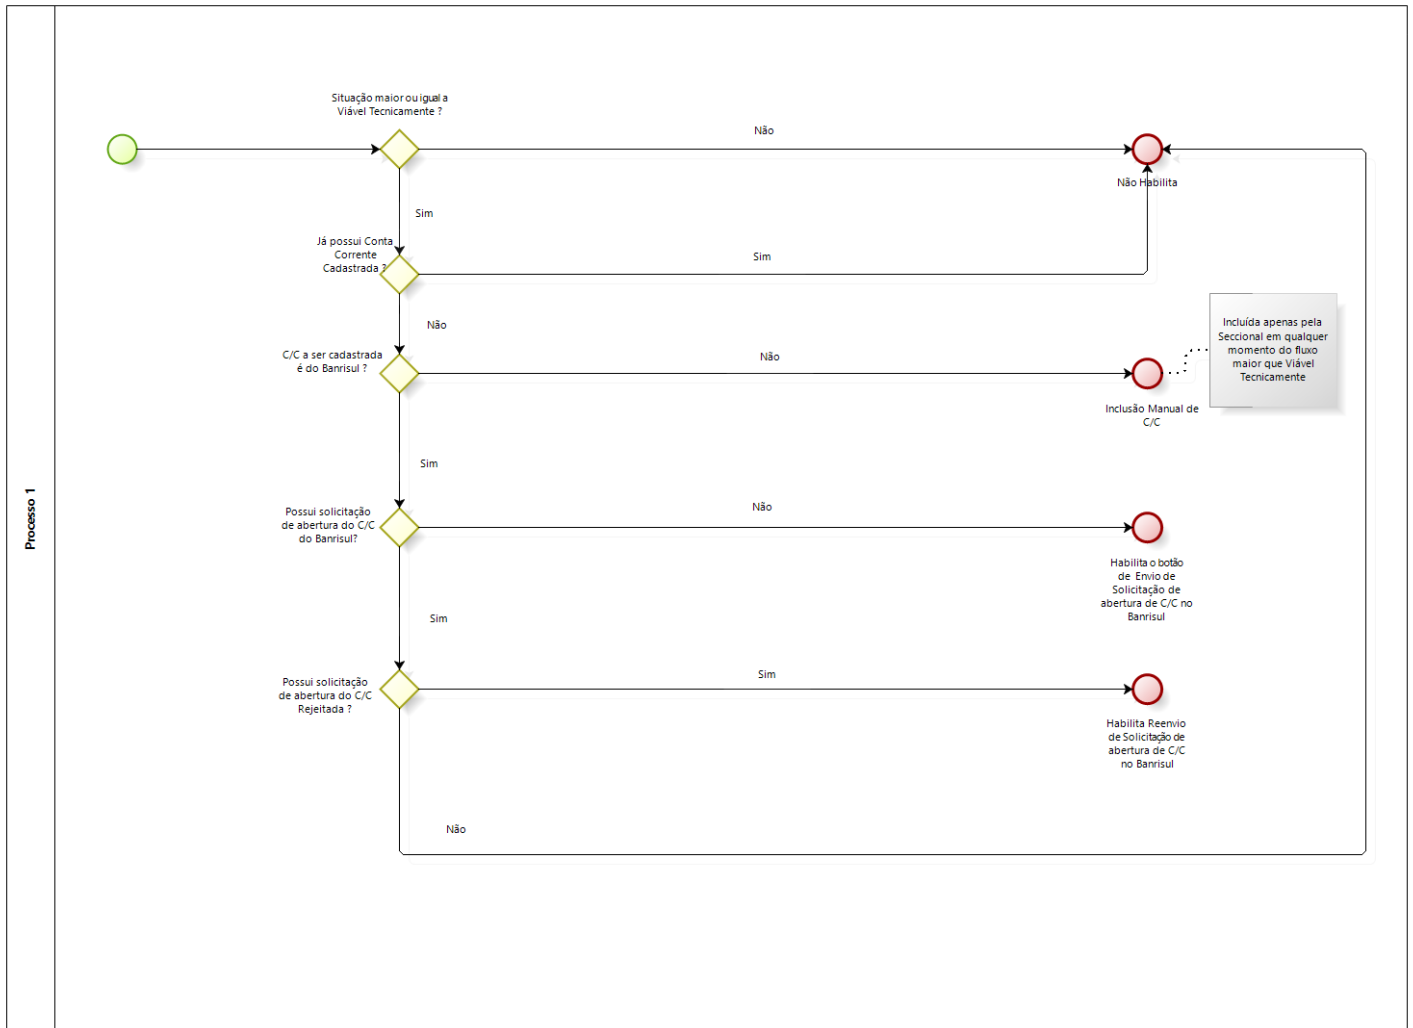 Processo 1
Situação maior ou igual a
Viável Tecnicamente ?
Não
Não Habilita
Sim
Já possui Conta
Corrente
Cadastrada ?
Sim
Não
C/C a ser cadastrada
é do Banrisul ?
Não
Inclusão Manual de
C/C
Incluída apenas pela
Seccional em qualquer
momento do fluxo
maior que Viável
Tecnicamente
Sim
Possui solicitação
de abertura do C/C
do Banrisul?
Não
Habilita o botão
de Envio de
Solicitação de
abertura de C/C no
Banrisul
Sim
Possui solicitação
de abertura do C/C
Rejeitada ?
Sim
Habilita Reenvio
de Solicitação de
abertura de C/C
no Banrisul
Não